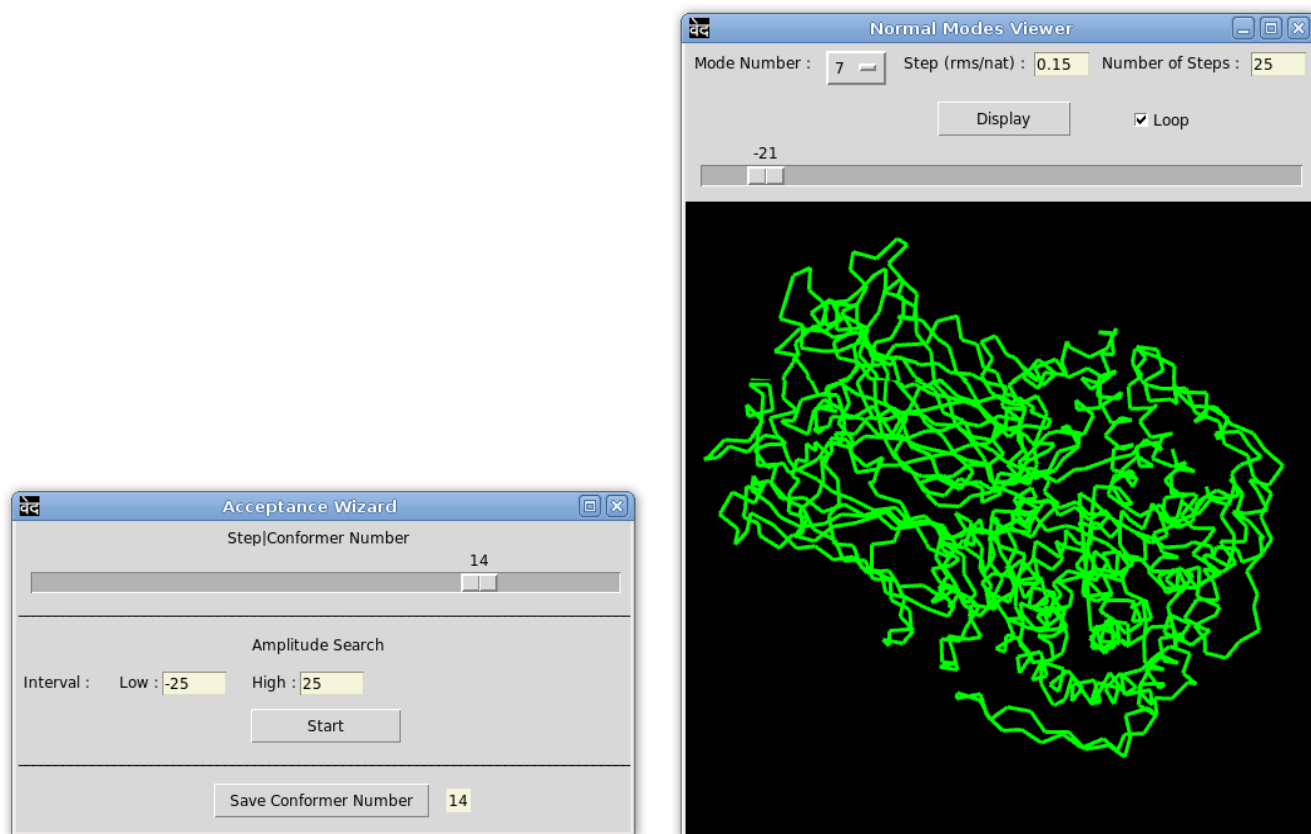 वेद Normal Modes Viewer
Mode Number : 7 Step (rms/nat) : 0.15 Number of Steps : 25
Display Loop
-21
वेद Acceptance Wizard
Step|Conformer Number
14
Amplitude Search
Interval : Low : -25 High : 25
Start
Save Conformer Number 14